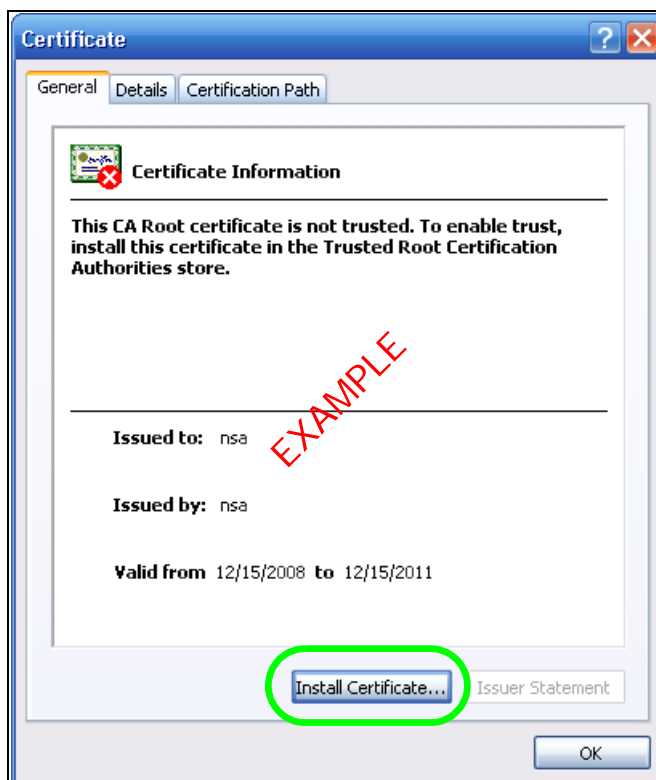 Certificate
General Details Certification Path
Certificate Information
This CA Root certificate is not trusted. To enable trust,
install this certificate in the Trusted Root Certification
Authorities store.
EXAMPLE
Issued to: nsa
Issued by: nsa
Valid from 12/15/2008 to 12/15/2011
Install Certificate... Issuer Statement
OK